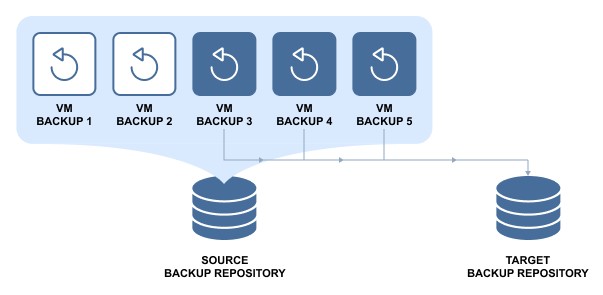 VM
BACKUP 1
VM
BACKUP 2
VM
BACKUP 3
VM
BACKUP 4
VM
BACKUP 5
SOURCE
BACKUP REPOSITORY
TARGET
BACKUP REPOSITORY